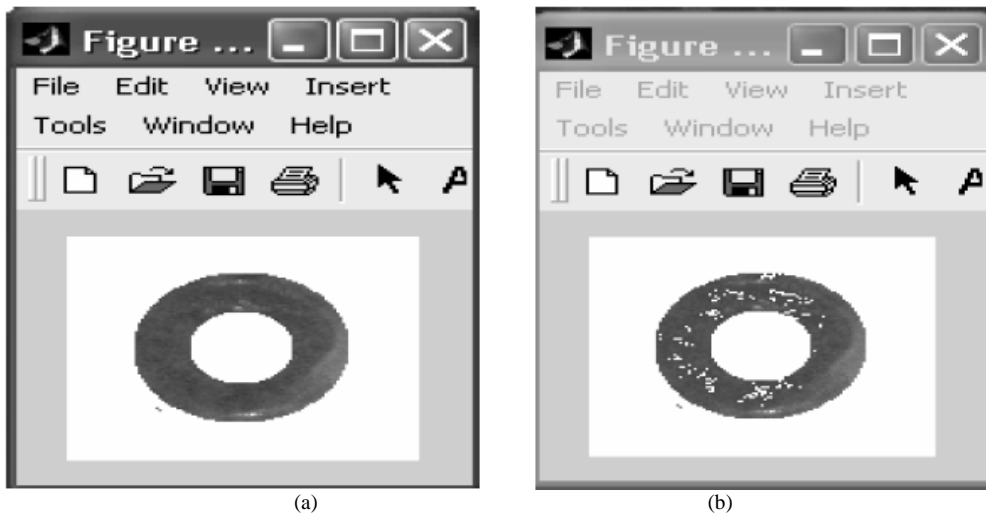 Figure ...
File Edit View Insert
Tools Window Help
A
(a)
Figure ...
File Edit View Insert
Tools Window Help
A
(b)